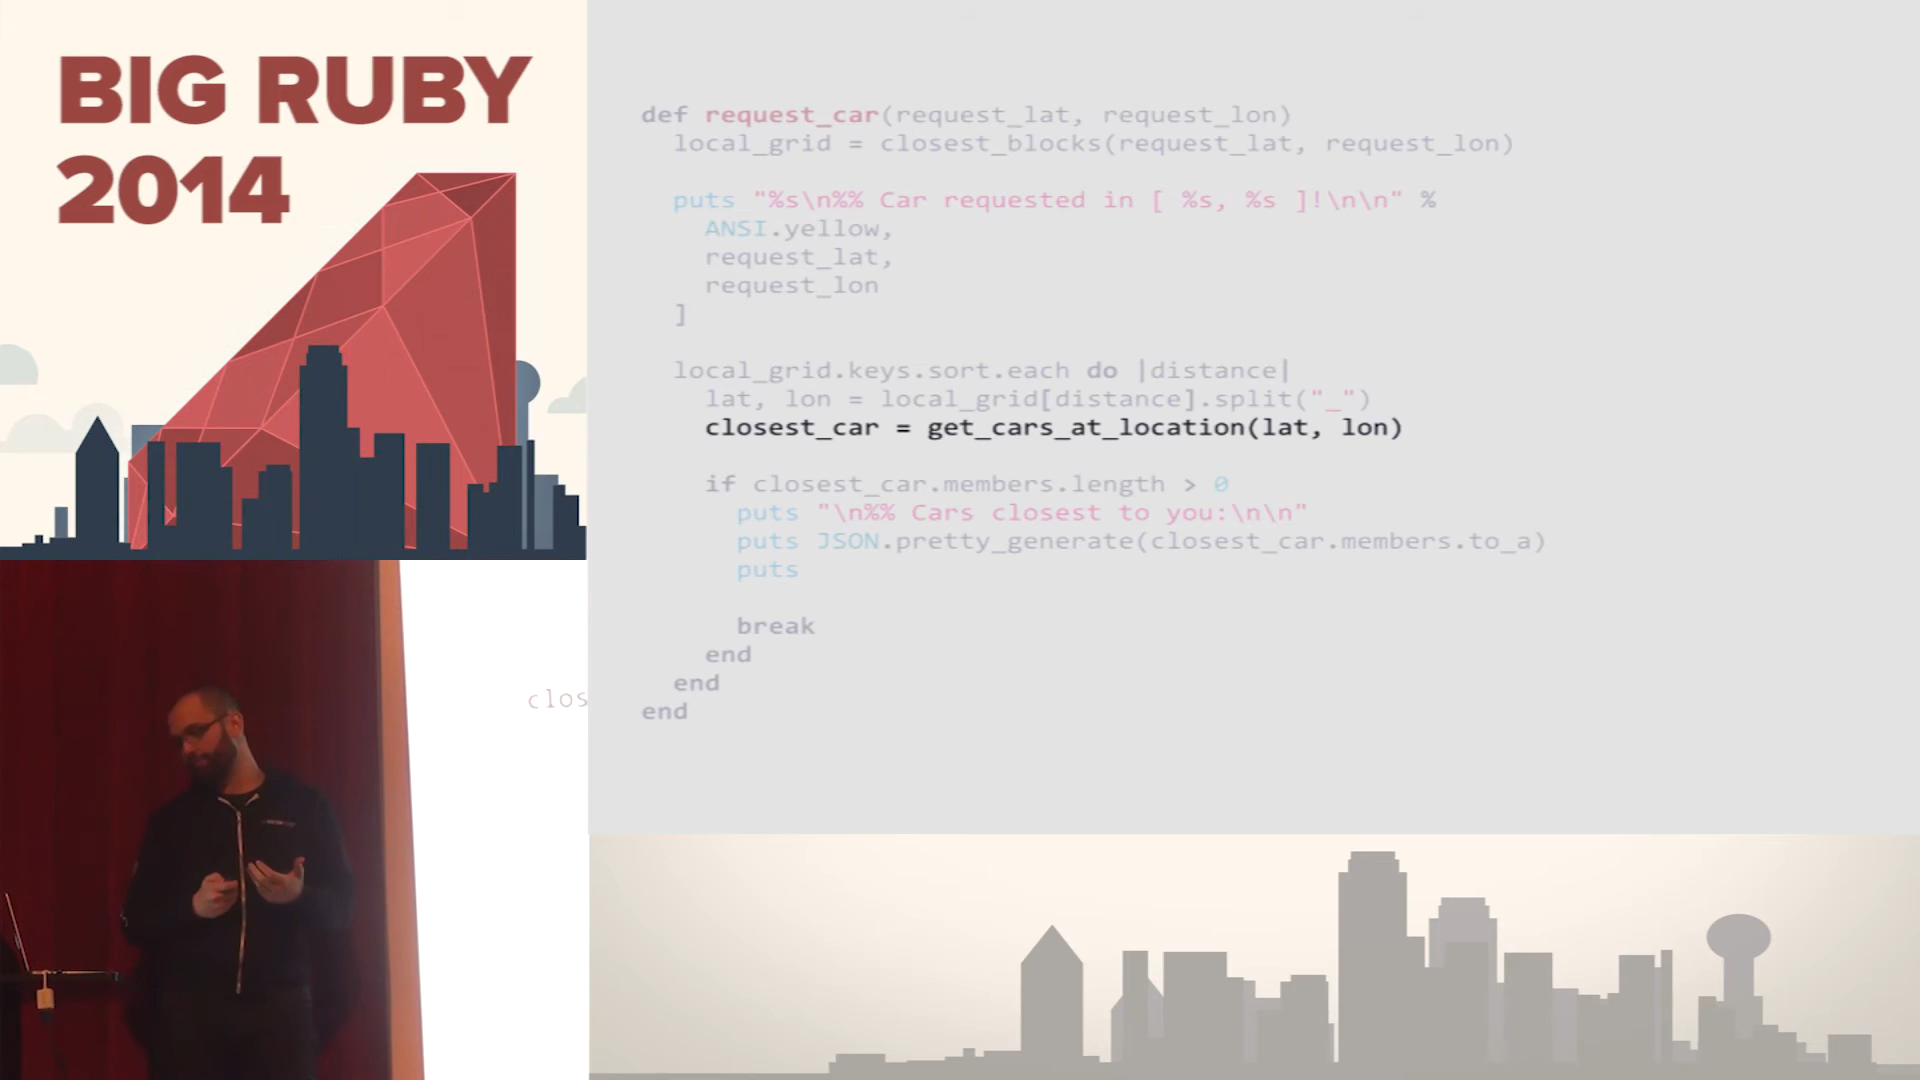 BIG RUBY
2014
def request_car(request_lat, request_lon)
  local_grid = closest_blocks(request_lat, request_lon)
  puts "%s\n%% Car requested in [ %s, %s ]!\n\n" %
    ANSI.yellow,
    request_lat,
    request_lon
  ]
  local_grid.keys.sort.each do |distance|
    lat, lon = local_grid[distance].split("_")
    closest_car = get_cars_at_location(lat, lon)
    if closest_car.members.length > 0
      puts "\n%% Cars closest to you:\n\n"
      puts JSON.pretty_generate(closest_car.members.to_a)
      puts
      break
    end
  end
end
clos